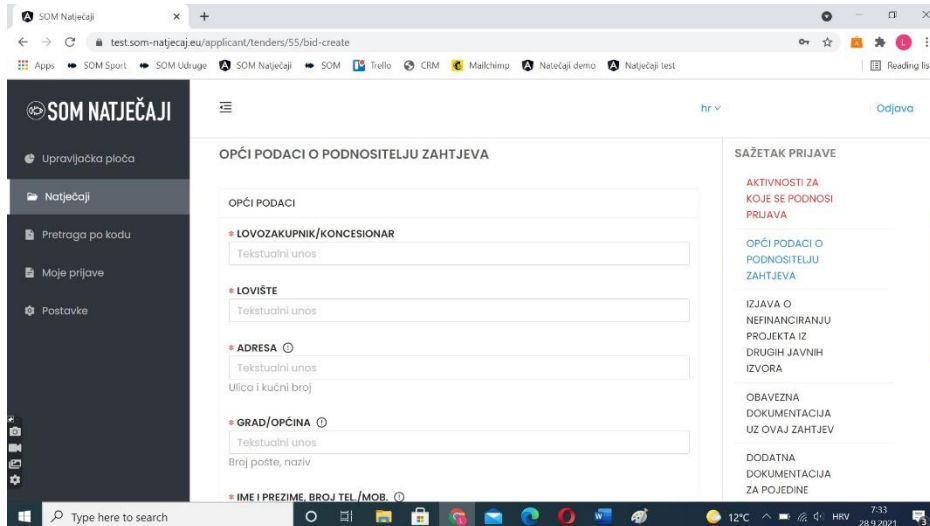 SOM Natječaji
test.som-natjecaj.eu/applicant/tenders/55/bid-create
Apps SOM Sport SOM Udruge SOM Natječaji SOM Trello CRM Mailchimp Natečaji demo Natječaji test Reading lis
SOM NATJEČAJI
hr
Odjava
Upravljačka ploča
Natječaji
Pretraga po kodu
Moje prijave
Postavke
OPĆI PODACI O PODNOSITELJU ZAHTJEVA
OPĆI PODACI
* LOVOZAKUPNIK/KONCESIONAR
Tekstualni unos
* LOVIŠTE
Tekstualni unos
* ADRESA
Tekstualni unos
Ulica i kućni broj
* GRAD/OPĆINA
Tekstualni unos
Broj pošte, naziv
* IME I PREZIME, BROJ TEL./MOB.
SAŽETAK PRIJAVE
AKTIVNOSTI ZA
KOJE SE PODNOSI
PRIJAVA
OPĆI PODACI O
PODNOSITELJU
ZAHTJEVA
IZJAVA O
NEFINANCIRANJU
PROJEKTA IZ
DRUGIH JAVNIH
IZVORA
OBAVEZNA
DOKUMENTACIJA
UZ OVAJ ZAHTJEV
DODATNA
DOKUMENTACIJA
ZA POJEDINE
Type here to search
12°C
HRV
7:33
28.9.2021.